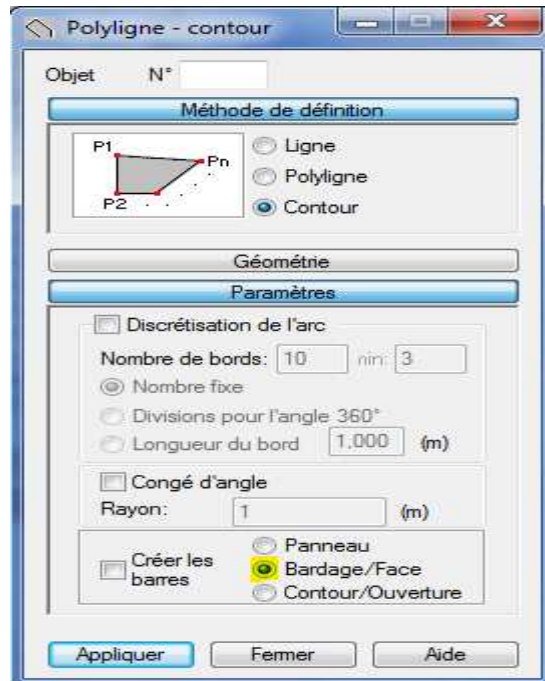 Polyligne - contour
Objet N°
Méthode de définition
P1
Pn
P2
Ligne
Polyligne
Contour
Géométrie
Paramètres
Discrétisation de l'arc
Nombre de bords: 10 nin: 3
Nombre fixe
Divisions pour l'angle 360°
Longueur du bord 1,000 (m)
Congé d'angle
Rayon: 1 (m)
Créer les
barres
Panneau
Bardage/Face
Contour/Ouverture
Appliquer Fermer Aide